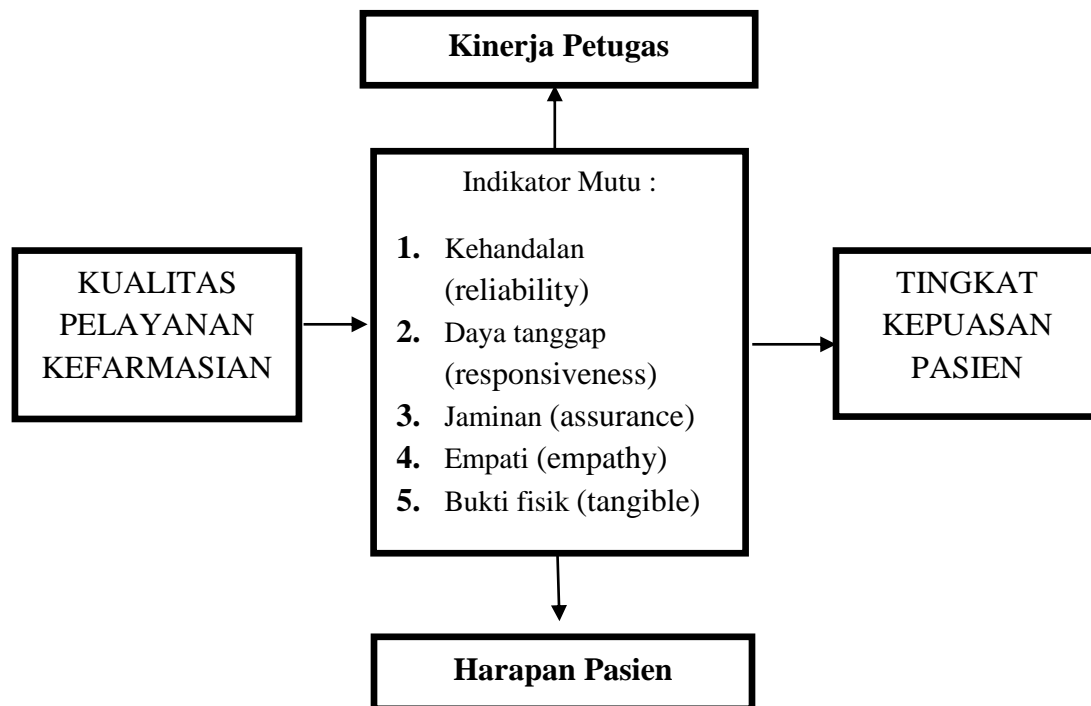 Kinerja Petugas
KUALITAS
PELAYANAN
KEFARMASIAN
Indikator Mutu :
1. Kehandalan
(reliability)
2. Daya tanggap
(responsiveness)
3. Jaminan (assurance)
4. Empati (empathy)
5. Bukti fisik (tangible)
TINGKAT
KEPUASAN
PASIEN
Harapan Pasien